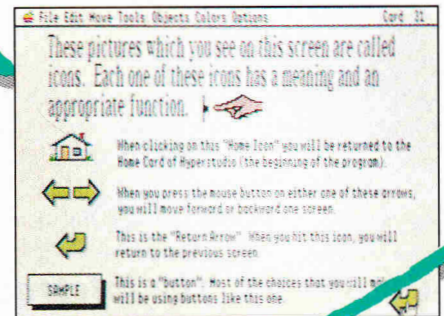 File Edit Move Tools Objects Colors Options Card 31
These pictures which you see on this screen are called
icons. Each one of these icons has a meaning and an
appropriate function.
When clicking on this "Home Icon" you will be returned to the
Home Card of Hyperstudio (the beginning of the program).
When you press the mouse button on either one of these arrows,
you will move forward or backward one screen.
This is the "Return Arrow" When you hit this icon, you will
return to the previous screen.
SAMPLE
This is a "button". Most of the choices that you will
will be using buttons like this one